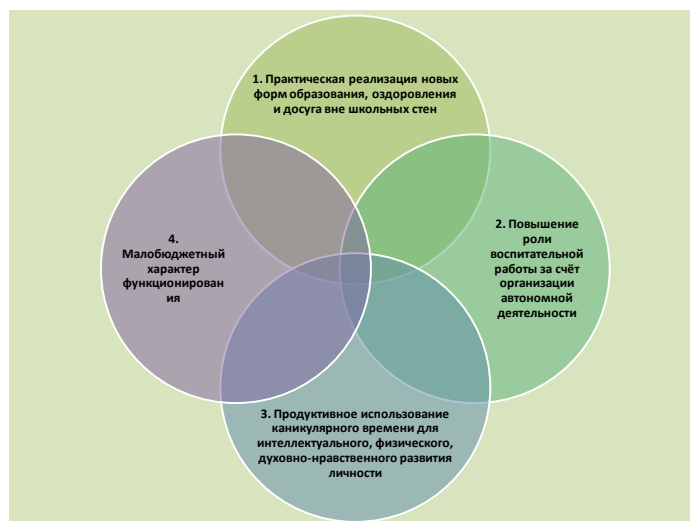 1. Практическая реализация новых
форм образования, оздоровления
и досуга вне школьных стен
2. Повышение
роли
воспитательной
работы за счёт
организации
автономной
деятельности
3. Продуктивное использование
каникулярного времени для
интеллектуального, физического,
духовно-нравственного развития
личности
4.
Малобюджетный
характер
функционирован
ия